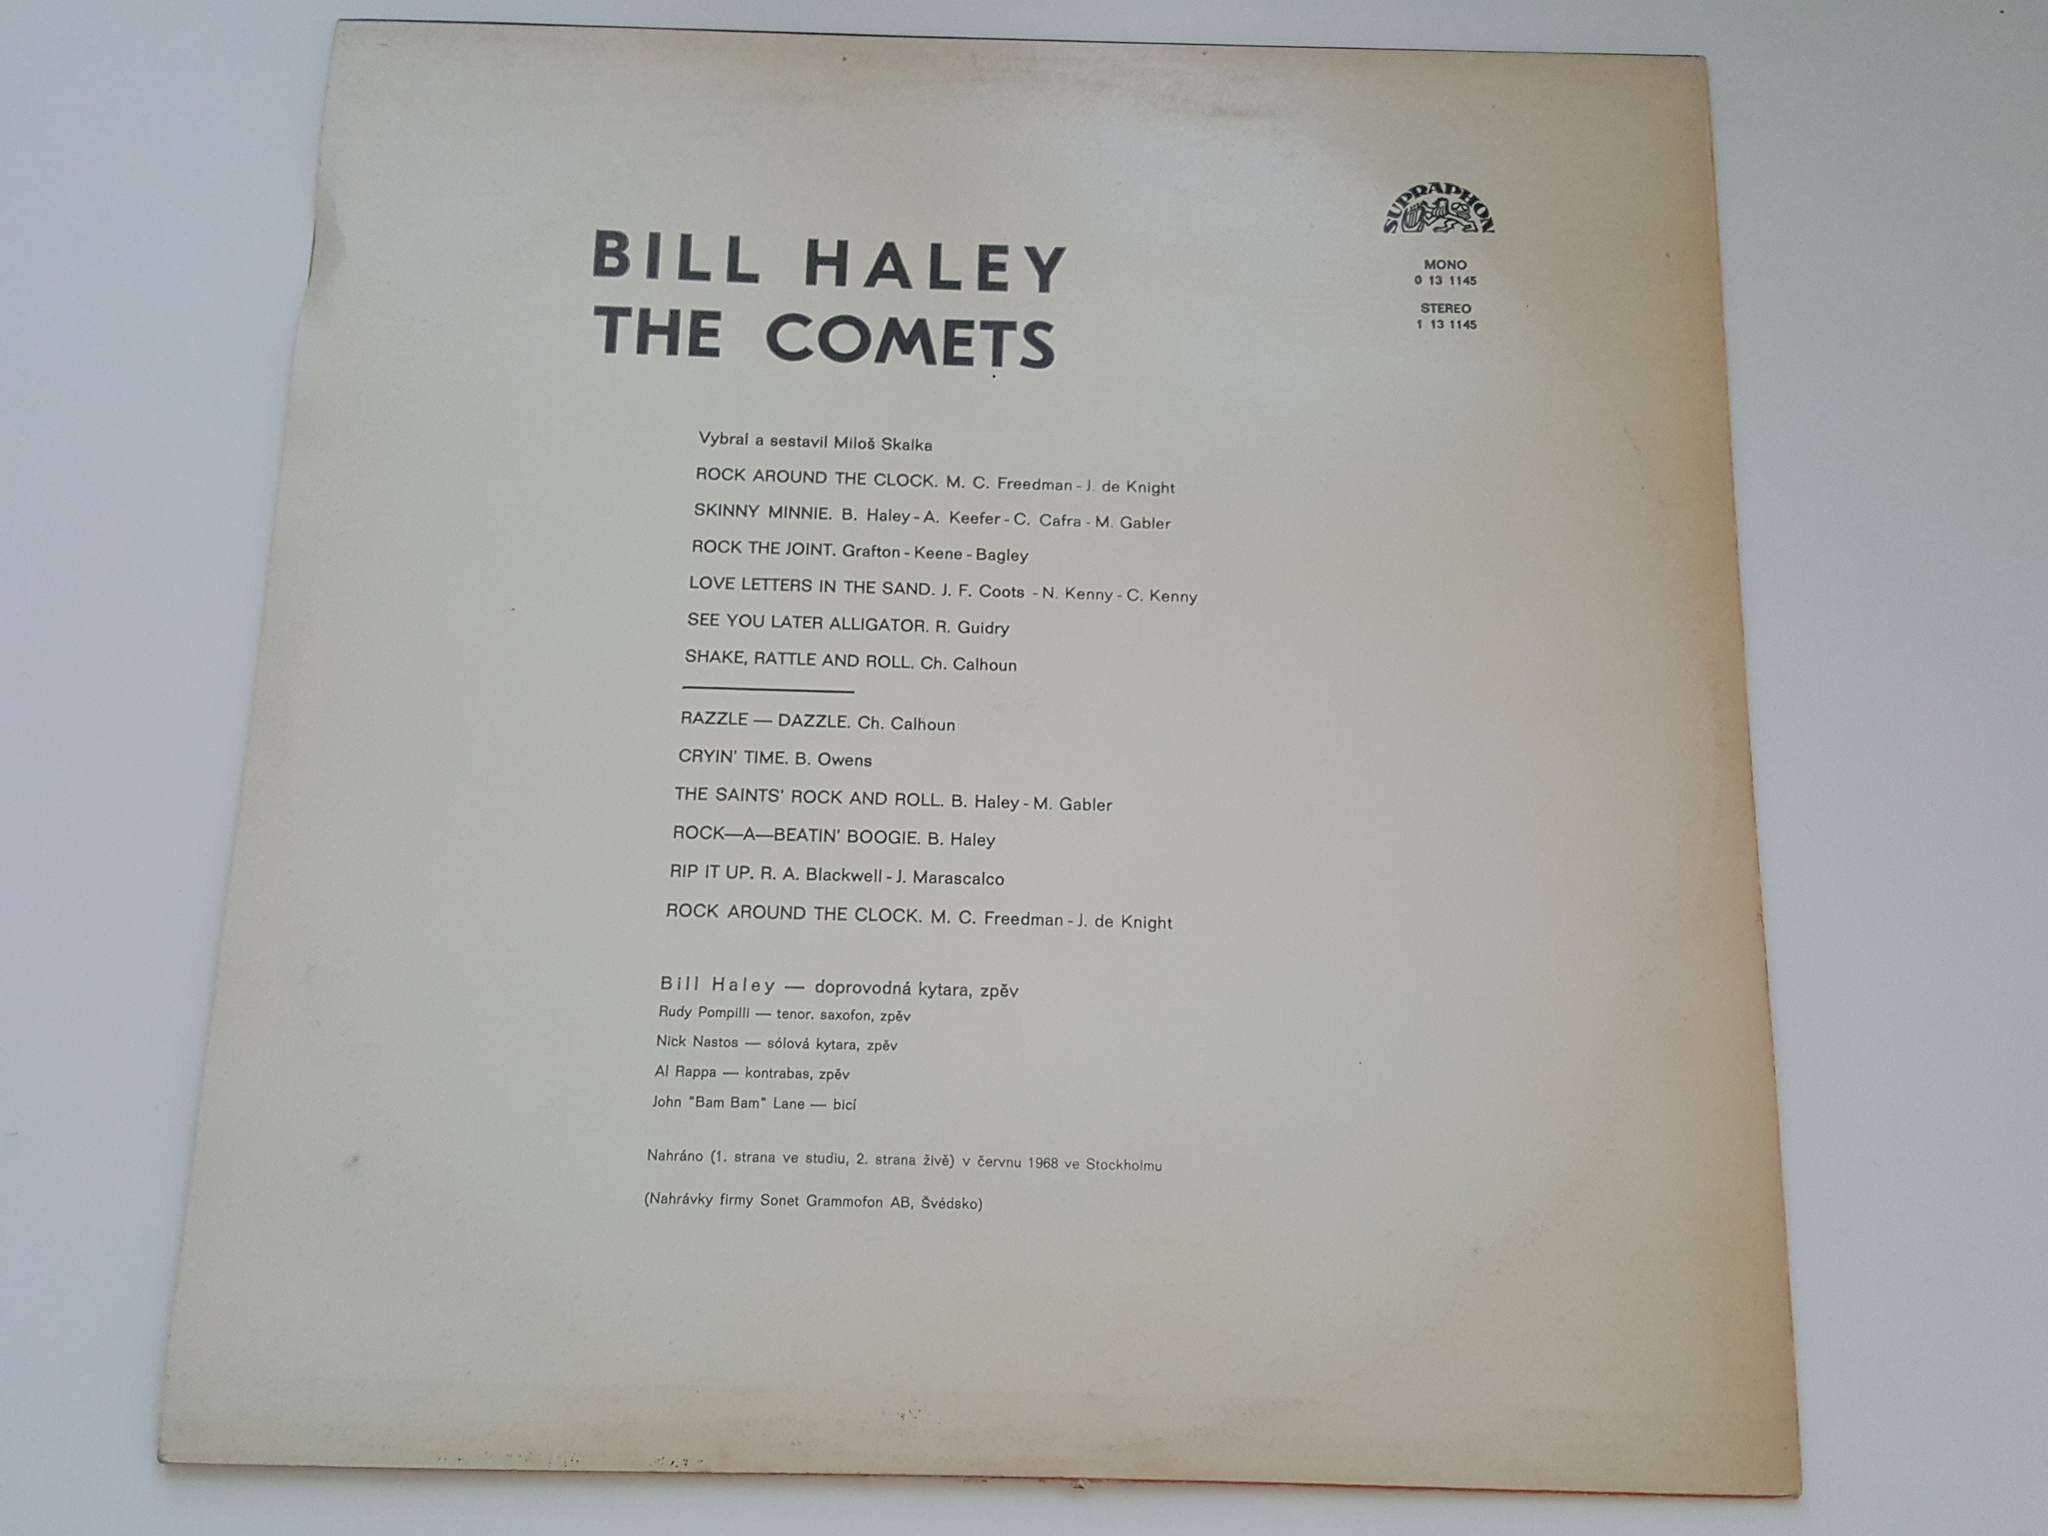 SUPRAPHON
MONO
0 13 1145
STEREO
1 13 1145
BILL HALEY
THE COMETS
Vybral a sestavil Miloš Skalka
ROCK AROUND THE CLOCK. M. C. Freedman - J. de Knight
SKINNY MINNIE. B. Haley - A. Keefer - C. Cafra - M. Gabler
ROCK THE JOINT. Grafton - Keene - Bagley
LOVE LETTERS IN THE SAND. J. F. Coots - N. Kenny - C. Kenny
SEE YOU LATER ALLIGATOR. R. Guidry
SHAKE, RATTLE AND ROLL. Ch. Calhoun
RAZZLE — DAZZLE. Ch. Calhoun
CRYIN' TIME. B. Owens
THE SAINTS' ROCK AND ROLL. B. Haley - M. Gabler
ROCK—A—BEATIN' BOOGIE. B. Haley
RIP IT UP. R. A. Blackwell - J. Marascalco
ROCK AROUND THE CLOCK. M. C. Freedman - J. de Knight
Bill Haley — doprovodná kytara, zpěv
Rudy Pompilli — tenor. saxofon, zpěv
Nick Nastos — sólová kytara, zpěv
Al Rappa — kontrabas, zpěv
John "Bam Bam" Lane — bicí
Nahráno (1. strana ve studiu, 2. strana živě) v červnu 1968 ve Stockholmu
(Nahrávky firmy Sonet Grammofon AB, Švédsko)